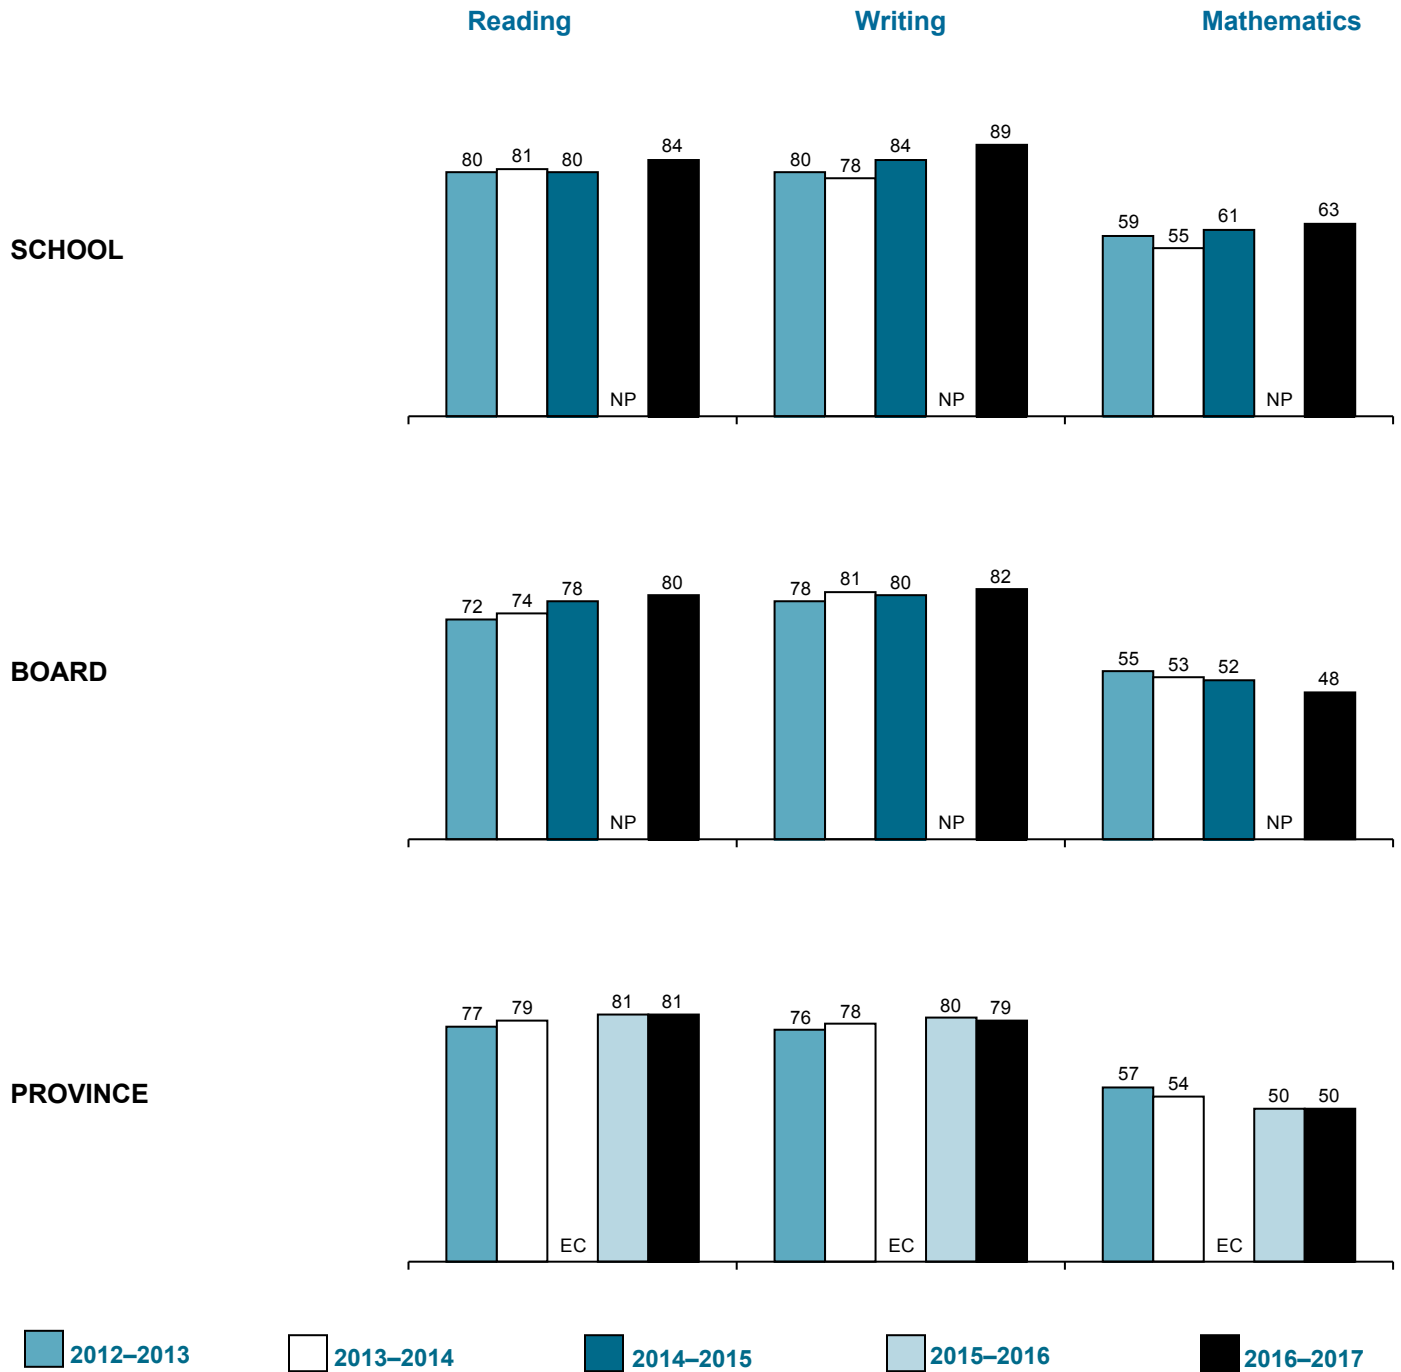 Reading Writing Mathematics
SCHOOL
80 81 80 NP 84 80 78 84 NP 89 59 55 61 NP 63
BOARD
72 74 78 NP 80 78 81 80 NP 82 55 53 52 NP 48
PROVINCE
77 79 EC 81 81 76 78 EC 80 79 57 54 EC 50 50
2012–2013 2013–2014 2014–2015 2015–2016 2016–2017